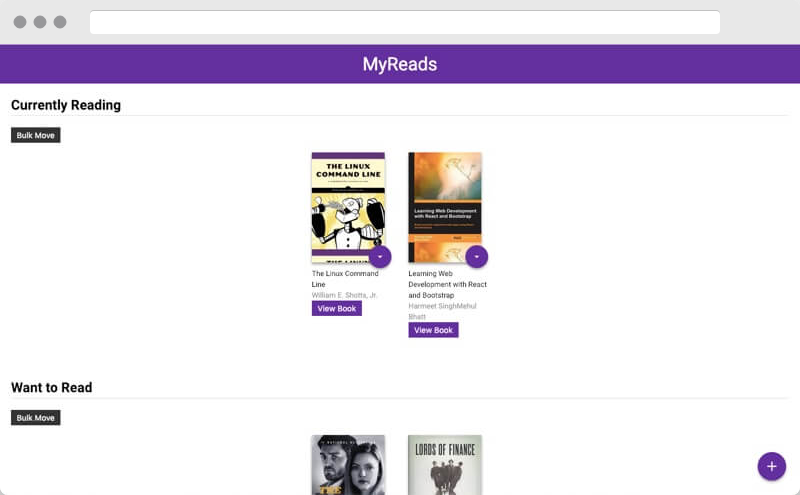 MyReads
Currently Reading
Bulk Move
THE LINUX
COMMAND LINE
Learning Web Development
with React and Bootstrap
THE LINUX
The Linux Command
Line
William E. Shotts, Jr.
View Book
Learning Web
Development with React
and Bootstrap
Harmeet SinghMehul
Bhatt
View Book
Want to Read
Bulk Move
LORDS OF FINANCE
+